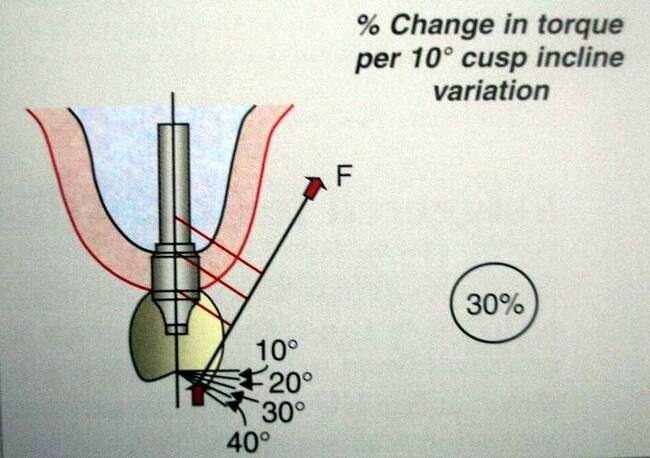 % Change in torque
per 10° cusp incline
variation
F
30%
10°
20°
30°
40°